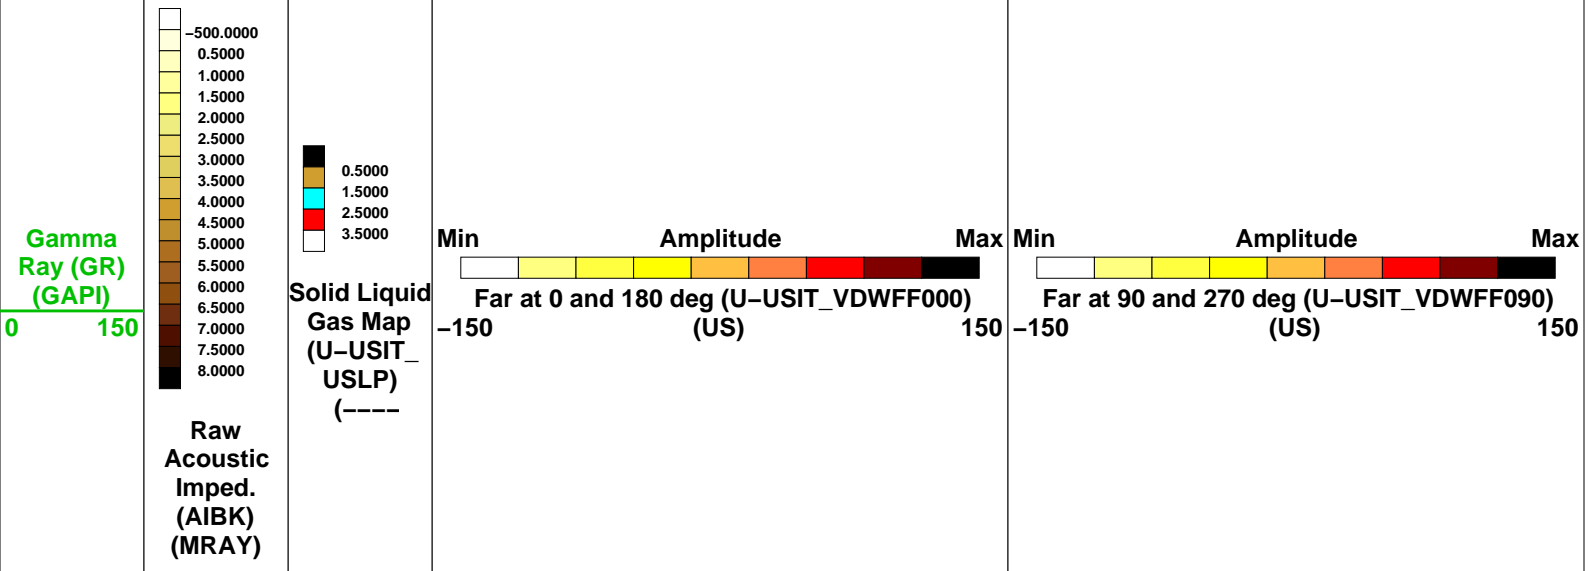 Gamma
Ray (GR)
(GAPI)
0 150
−500.0000
0.5000
1.0000
1.5000
2.0000
2.5000
3.0000
3.5000
4.0000
4.5000
5.0000
5.5000
6.0000
6.5000
7.0000
7.5000
8.0000
Raw
Acoustic
Imped.
(AIBK)
(MRAY)
0.5000
1.5000
2.5000
3.5000
Solid Liquid
Gas Map
(U−USIT_
USLP)
(−−−−
Min Amplitude Max
Far at 0 and 180 deg (U−USIT_VDWFF000)
−150 (US) 150
Min Amplitude Max
Far at 90 and 270 deg (U−USIT_VDWFF090)
−150 (US) 150